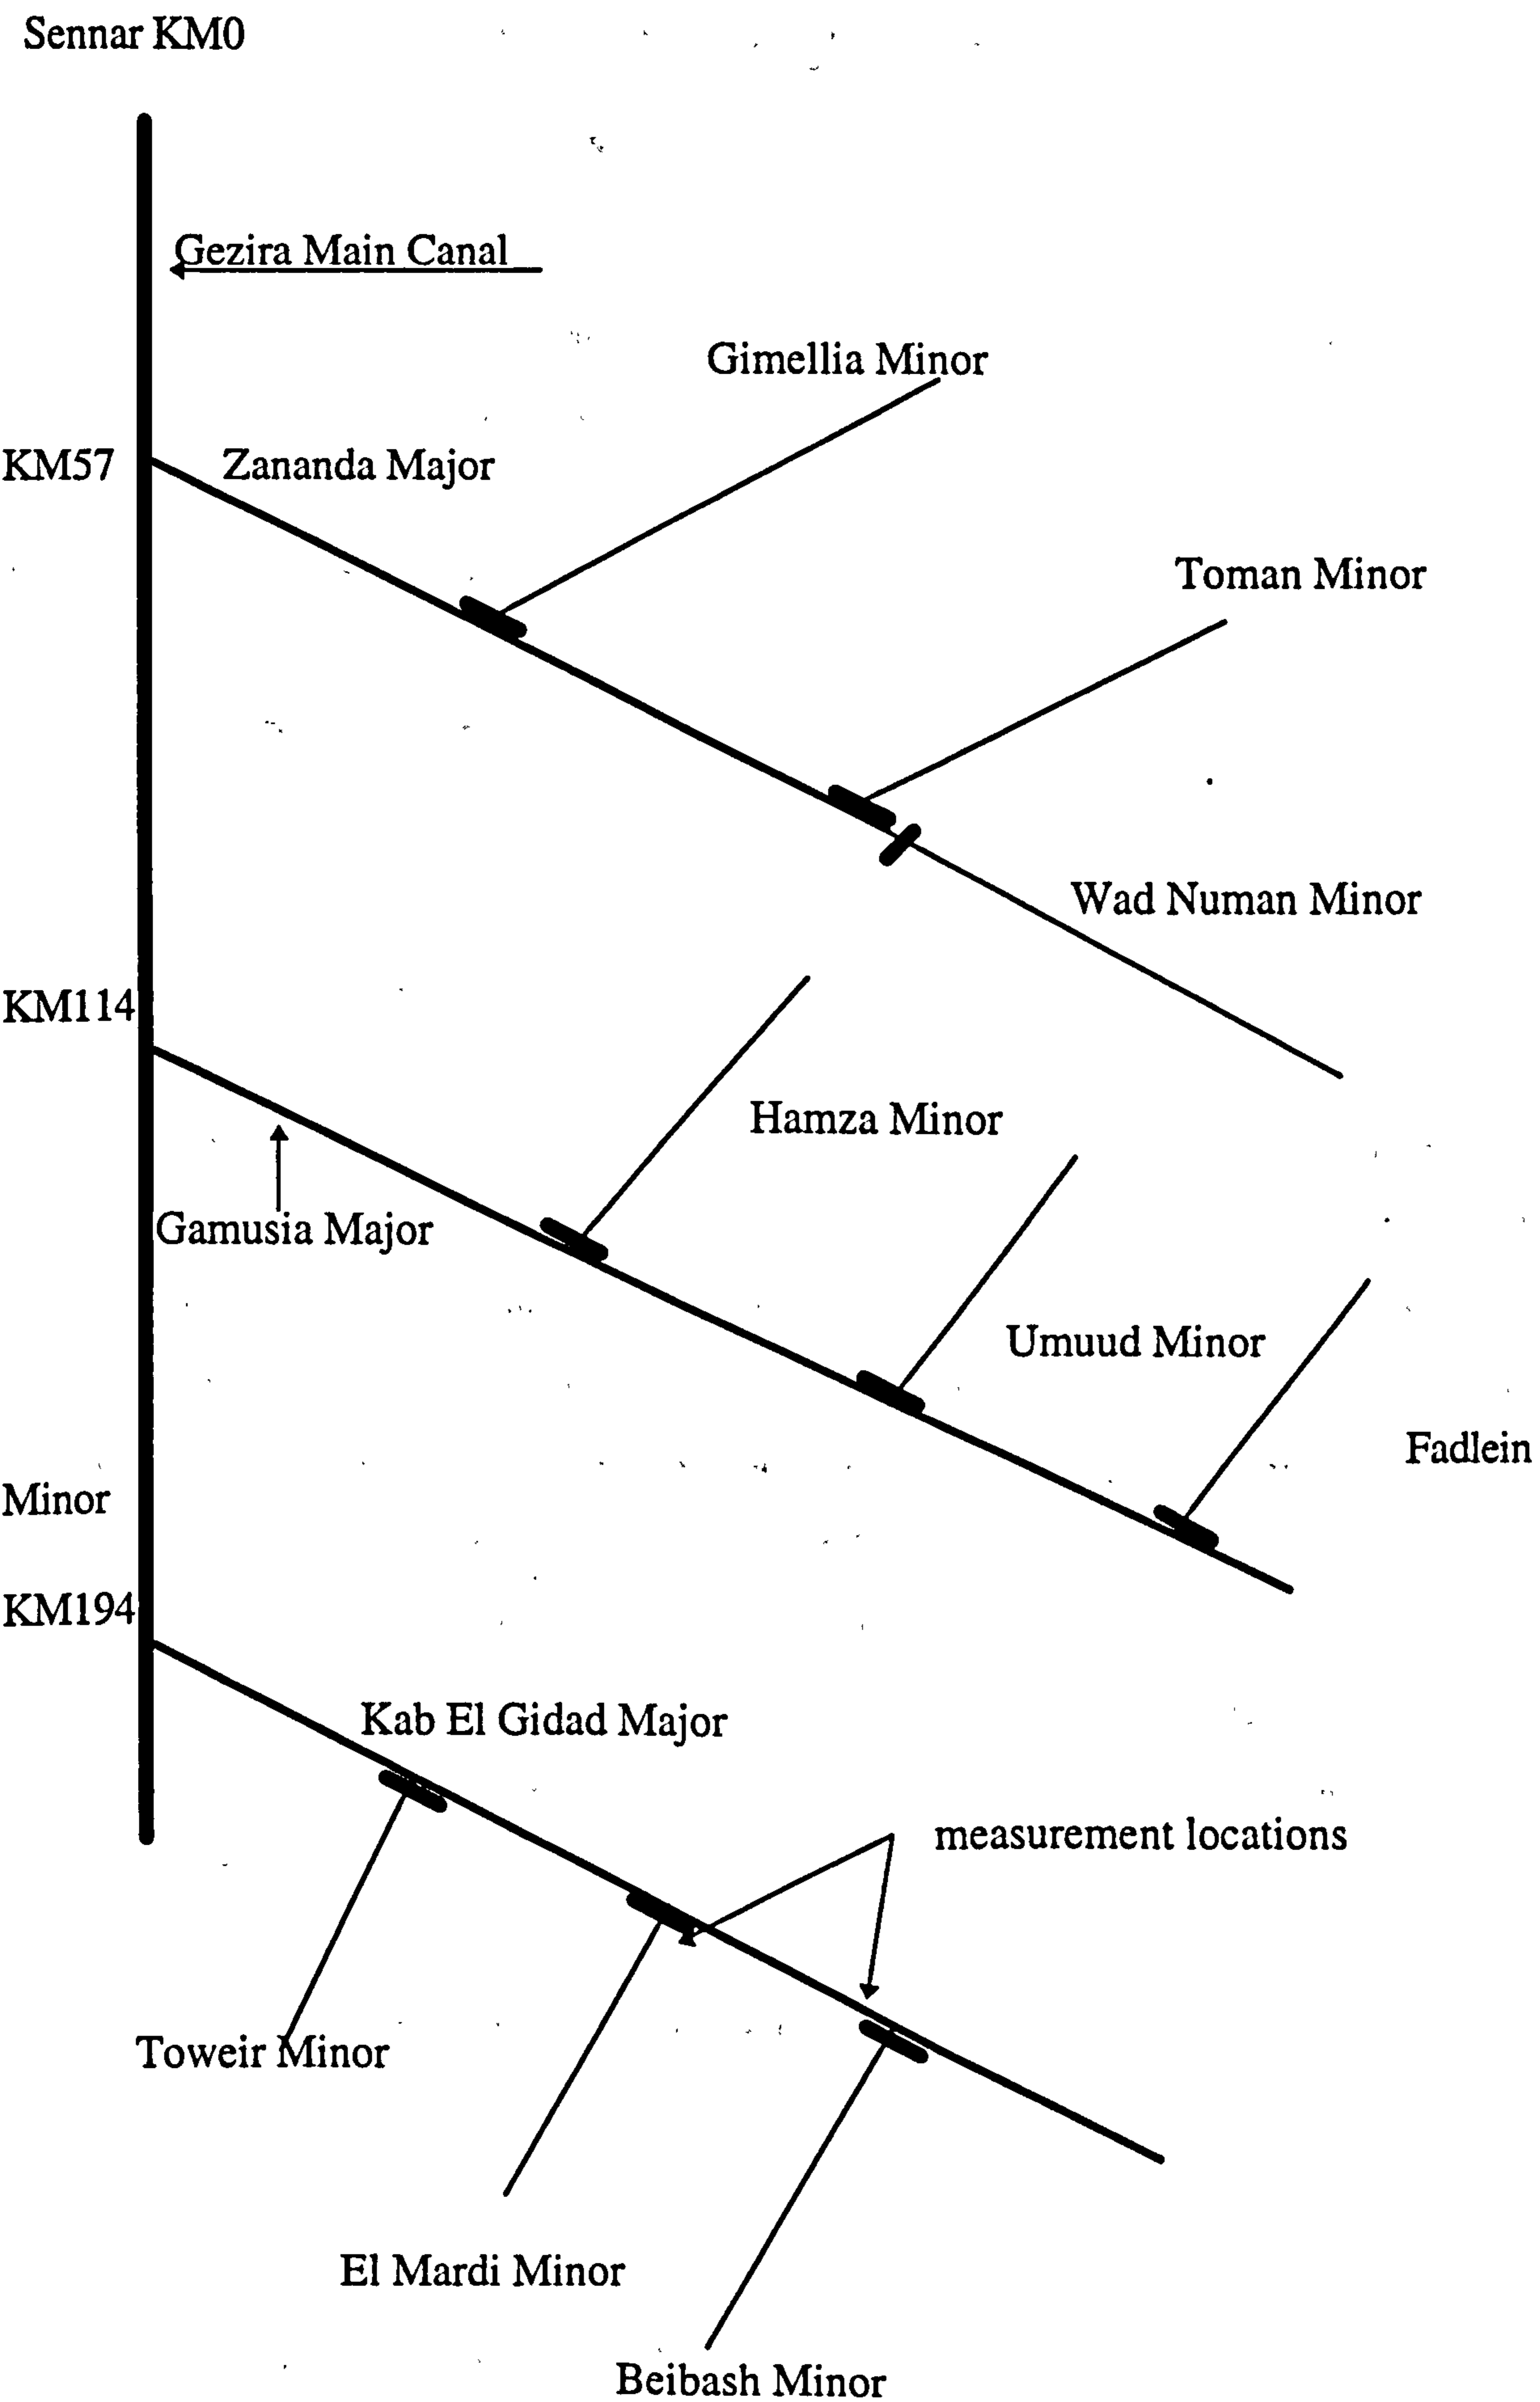 Sennar KM0
Gezira Main Canal
Gimellia Minor
KM57
Zananda Major
Toman Minor
Wad Numan Minor
KM114
Hamza Minor
Gamusia Major
Umuud Minor
Fadlein
Minor
KM194
Kab El Gidad Major
measurement locations
Toweir Minor
El Mardi Minor
Beibash Minor